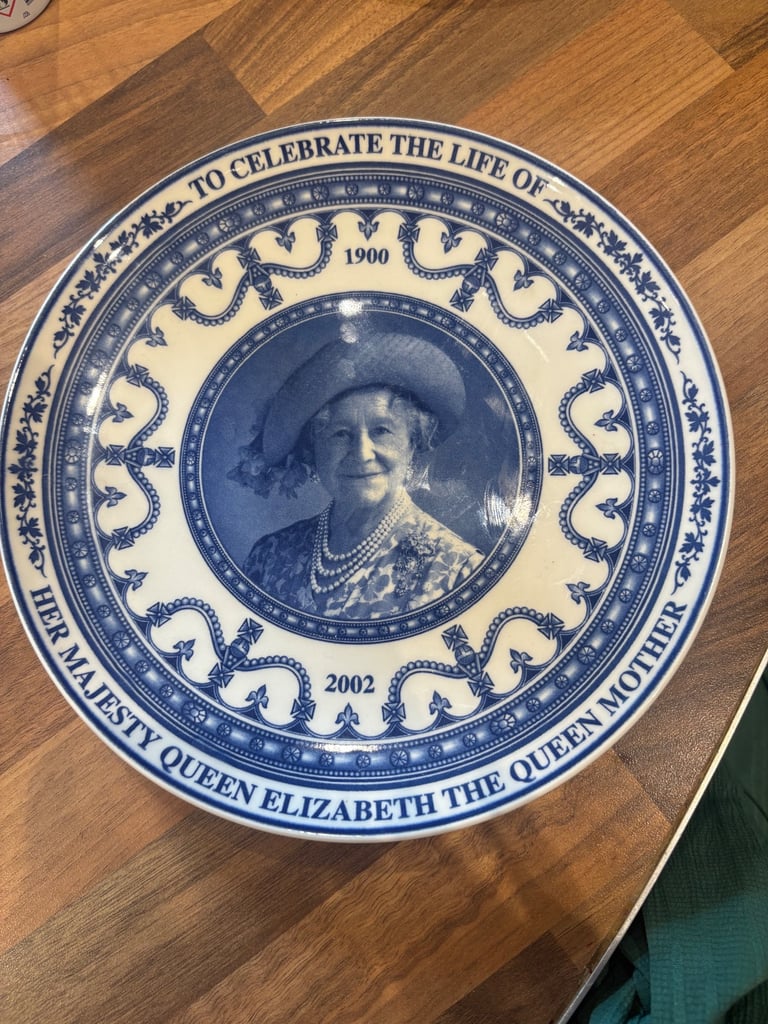 TO CELEBRATE THE LIFE OF
1900
2002
HER MAJESTY QUEEN ELIZABETH THE QUEEN MOTHER